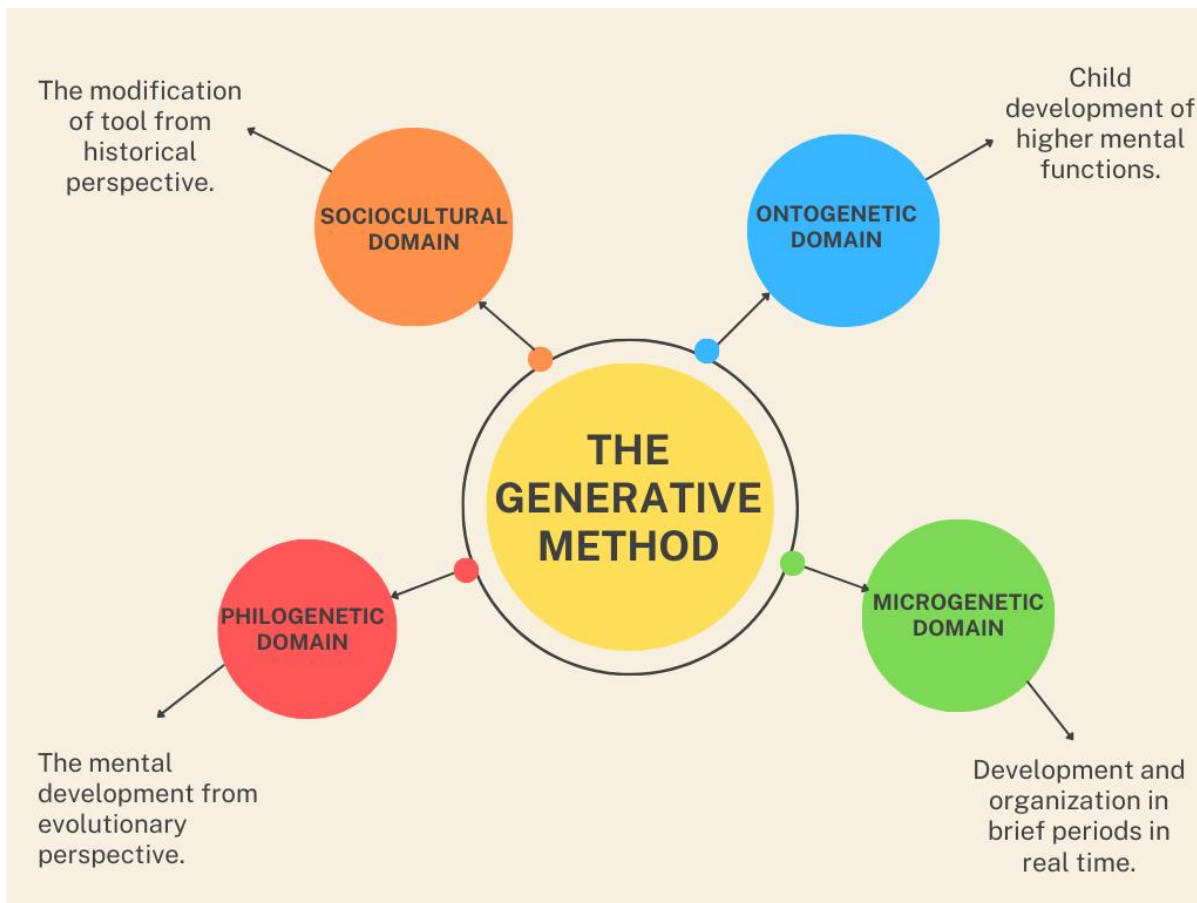 The modification
of tool from
historical
perspective.
SOCIOCULTURAL
DOMAIN
Child
development of
higher mental
functions.
ONTOGENETIC
DOMAIN
THE
GENERATIVE
METHOD
PHILOGENETIC
DOMAIN
The mental
development from
evolutionary
perspective.
MICROGENETIC
DOMAIN
Development and
organization in
brief periods in
real time.